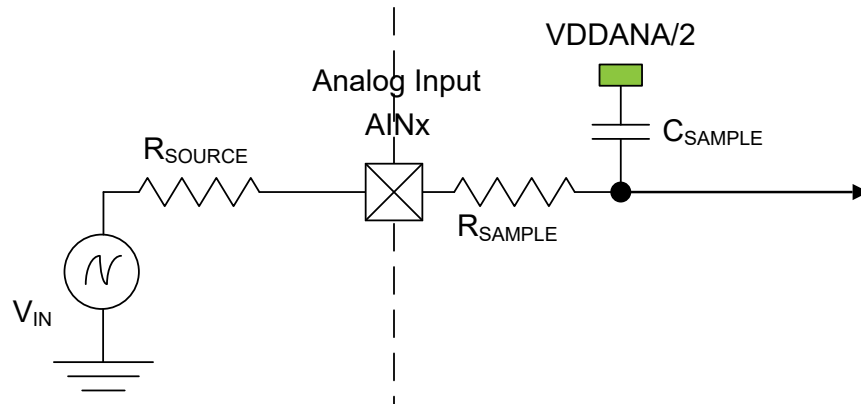 VDDANA/2
Analog Input
AINx
CSAMPLE
RSOURCE
RSAMPLE
VIN